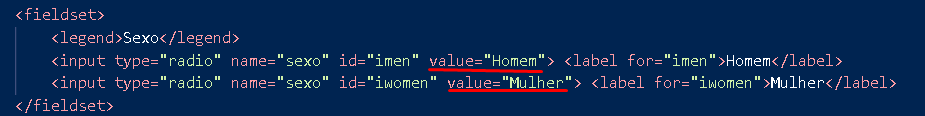 <fieldset>
<legend>Sexo</legend>
<input type="radio" name="sexo" id="imen" value="Homem"> <label for="imen">Homem</label>
<input type="radio" name="sexo" id="iwomen" value="Mulher"> <label for="iwomen">Mulher</label>
</fieldset>